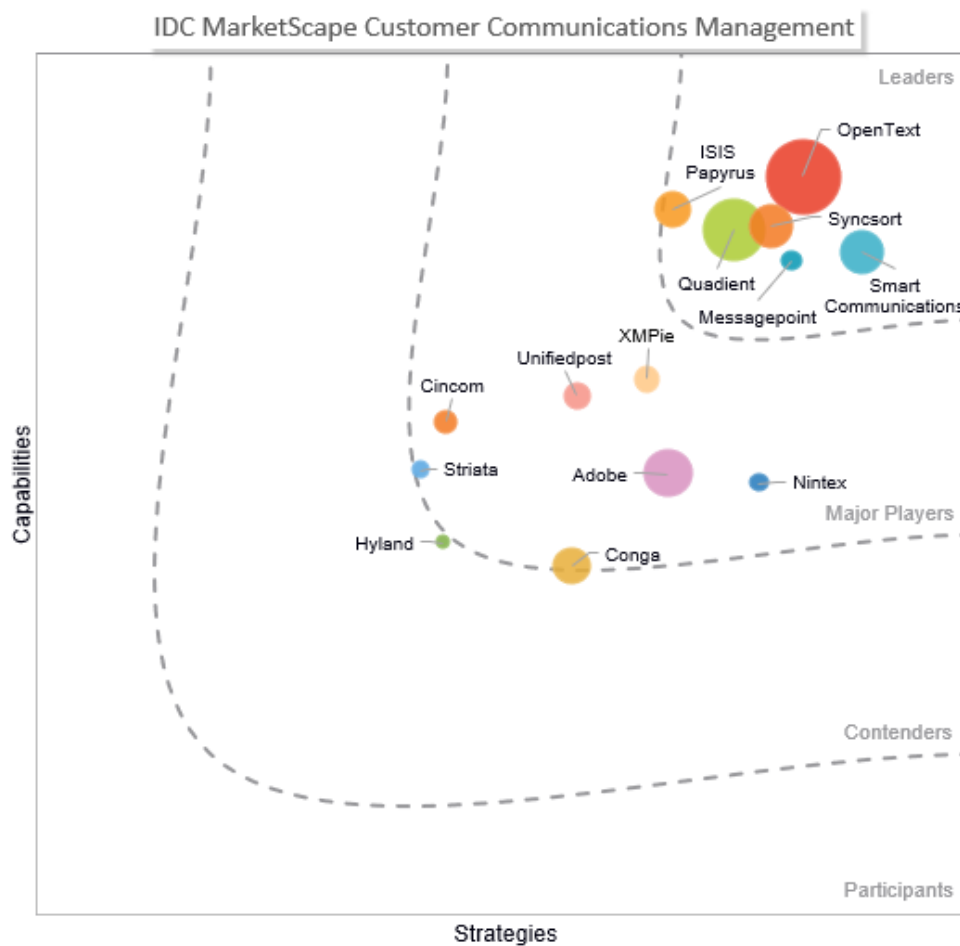 IDC MarketScape Customer Communications Management
Leaders
OpenText
ISIS
Papyrus
Syncsort
Quadient
Smart
Communications
Messagepoint
XMPie
Unifiedpost
Cincom
Striata
Adobe
Nintex
Major Players
Hyland
Conga
Capabilities
Contenders
Participants
Strategies